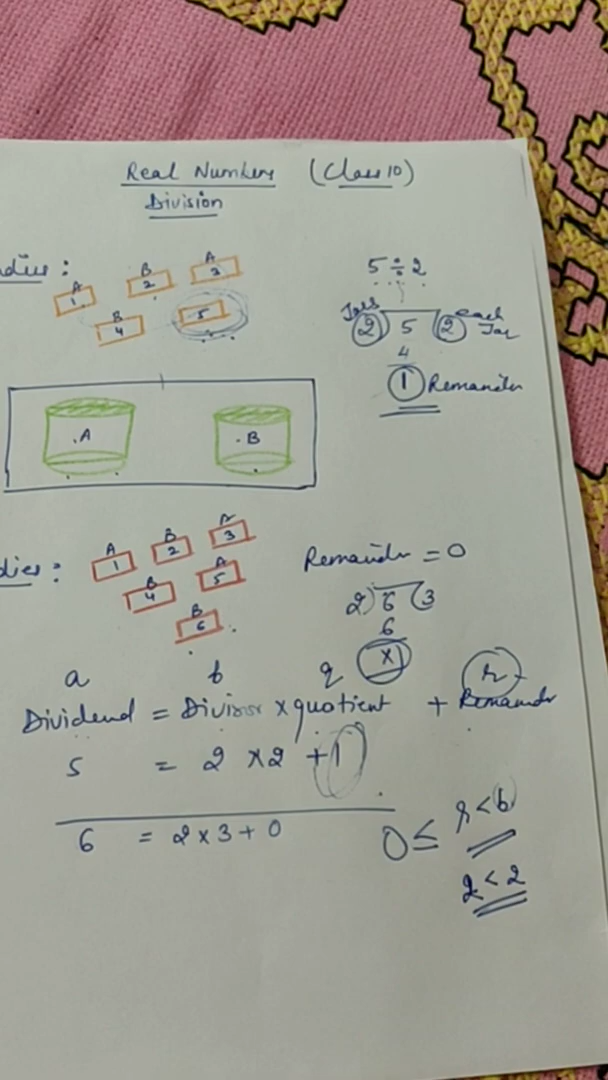 Real Numbers (Class 10)
Division
A B A
1 2 3
B
4 5
5 ÷ 2
Jars each Jar
2) 5 (2
4
1 Remainder
.A .B
A B A
1 2 3
B A
4 5
B
6
Remainder = 0
2) 6 (3
6
X
a b q r
Dividend = Divisor x quotient + Remainder
5 = 2 x 2 + 1
6 = 2 x 3 + 0
0 ≤ r < b
2 < 2